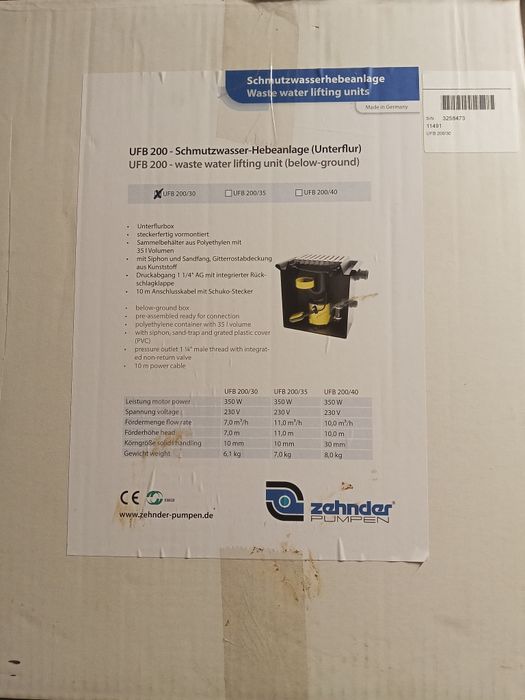 Schmutzwasserhebeanlage
Waste water lifting units
Made in Germany
S/N: 3258473
11491
UFB 200/30
UFB 200 - Schmutzwasser-Hebeanlage (Unterflur)
UFB 200 - waste water lifting unit (below-ground)
UFB 200/30 UFB 200/35 UFB 200/40
• Unterflurbox
• steckerfertig vormontiert
• Sammelbehälter aus Polyethylen mit
35 l Volumen
• mit Siphon und Sandfang, Gitterrostabdeckung
aus Kunststoff
• Druckabgang 1 1/4" AG mit integrierter Rück-
schlagklappe
• 10 m Anschlusskabel mit Schuko-Stecker
• below-ground box
• pre-assembled ready for connection
• polyethylene container with 35 l volume
• with siphon, sand-trap and grated plastic cover
(PVC)
• pressure outlet 1 ¼" male thread with integrat-
ed non-return valve
• 10 m power cable
UFB 200/30 UFB 200/35 UFB 200/40
Leistung motor power 350 W 350 W 350 W
Spannung voltage 230 V 230 V 230 V
Fördermenge flow rate 7,0 m³/h 11,0 m³/h 10,0 m³/h
Förderhöhe head 7,0 m 11,0 m 10,0 m
Korngröße solid handling 10 mm 10 mm 30 mm
Gewicht weight 6,1 kg 7,0 kg 8,0 kg
CE
www.zehnder-pumpen.de
zehnder®
PUMPEN